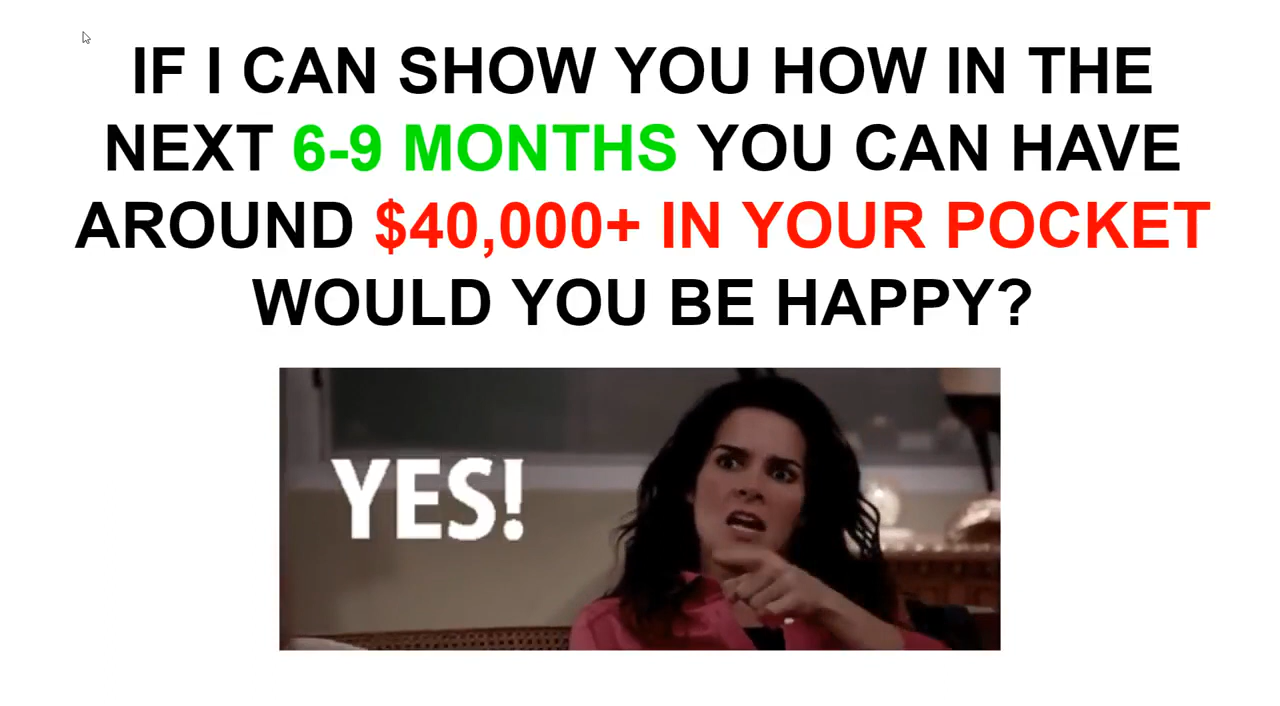 IF I CAN SHOW YOU HOW IN THE
NEXT 6-9 MONTHS YOU CAN HAVE
AROUND $40,000+ IN YOUR POCKET
WOULD YOU BE HAPPY?
YES!